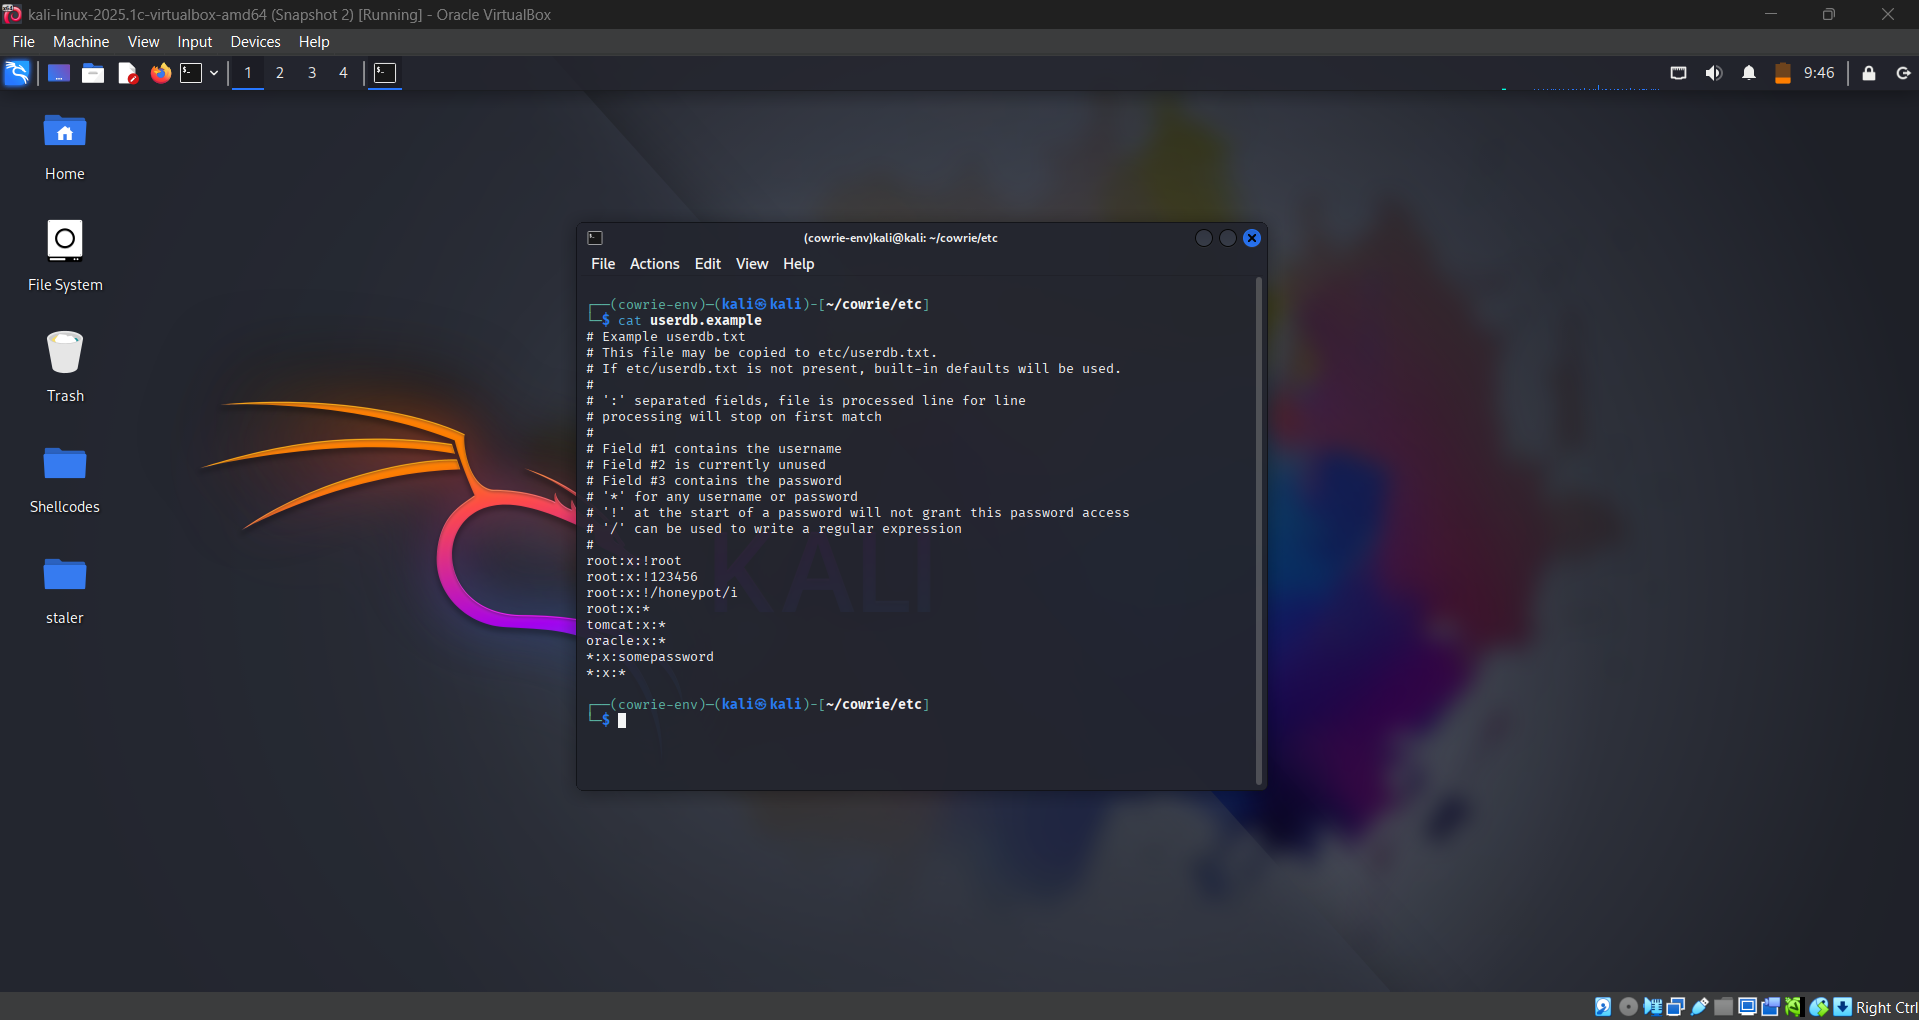 kali-linux-2025.1c-virtualbox-amd64 (Snapshot 2) [Running] - Oracle VirtualBox
File Machine View Input Devices Help
1 2 3 4 9:46
Home
File System
Trash
Shellcodes
staler
(cowrie-env)kali@kali: ~/cowrie/etc
File Actions Edit View Help
┌──(cowrie-env)─(kali㉿kali)-[~/cowrie/etc]
└─$ cat userdb.example
# Example userdb.txt
# This file may be copied to etc/userdb.txt.
# If etc/userdb.txt is not present, built-in defaults will be used.
#
# ':' separated fields, file is processed line for line
# processing will stop on first match
#
# Field #1 contains the username
# Field #2 is currently unused
# Field #3 contains the password
# '*' for any username or password
# '!' at the start of a password will not grant this password access
# '/' can be used to write a regular expression
#
root:x:!root
root:x:!123456
root:x:!/honeypot/i
root:x:*
tomcat:x:*
oracle:x:*
*:x:somepassword
*:x:*
┌──(cowrie-env)─(kali㉿kali)-[~/cowrie/etc]
└─$
KALI
Right Ctrl